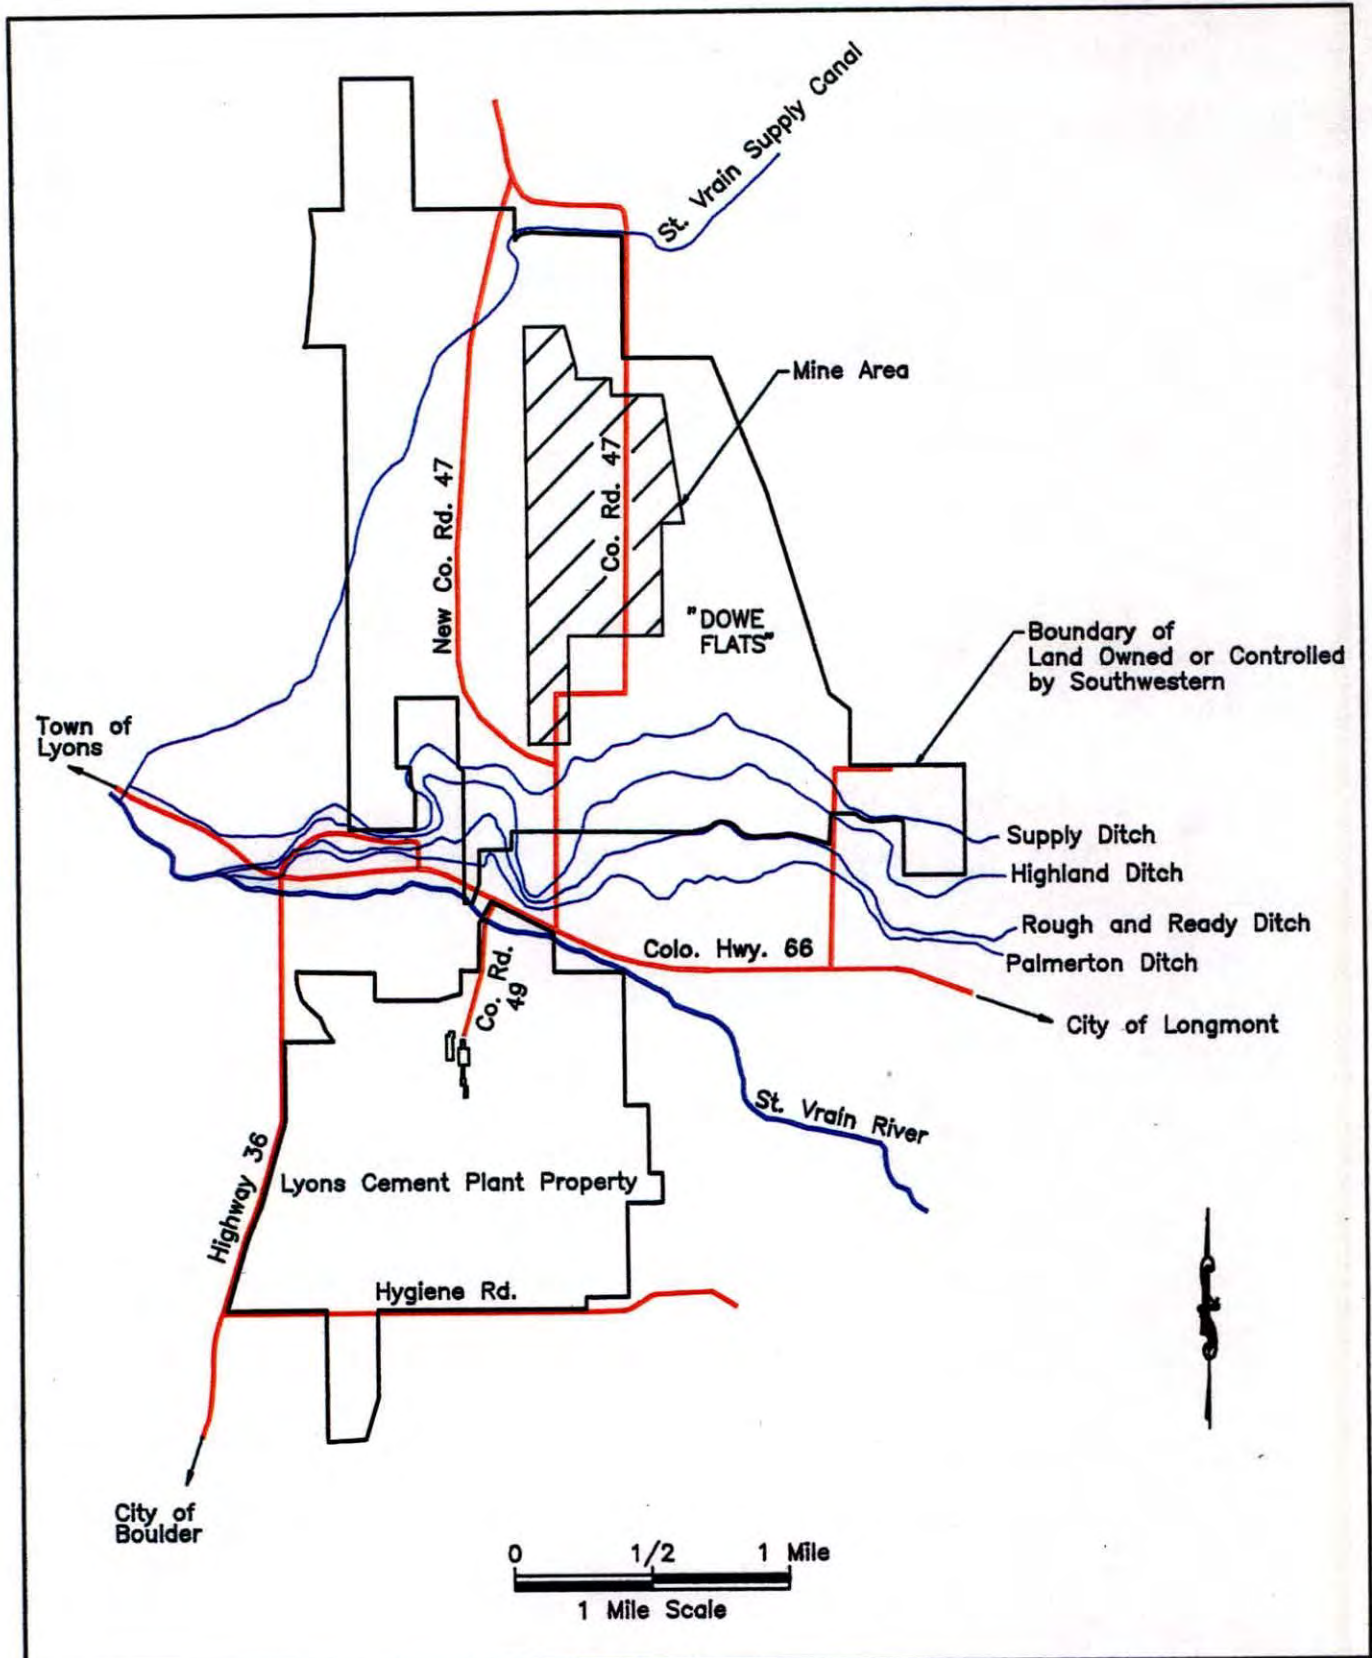 St. Vrain Supply Canal
Mine Area
New Co. Rd. 47
Co. Rd. 47
"DOWE
FLATS"
Boundary of
Land Owned or Controlled
by Southwestern
Town of
Lyons
Supply Ditch
Highland Ditch
Rough and Ready Ditch
Palmerton Ditch
Colo. Hwy. 66
Co. Rd.
49
City of Longmont
St. Vrain River
Highway 36
Lyons Cement Plant Property
Hygiene Rd.
City of
Boulder
0 1/2 1 Mile
1 Mile Scale